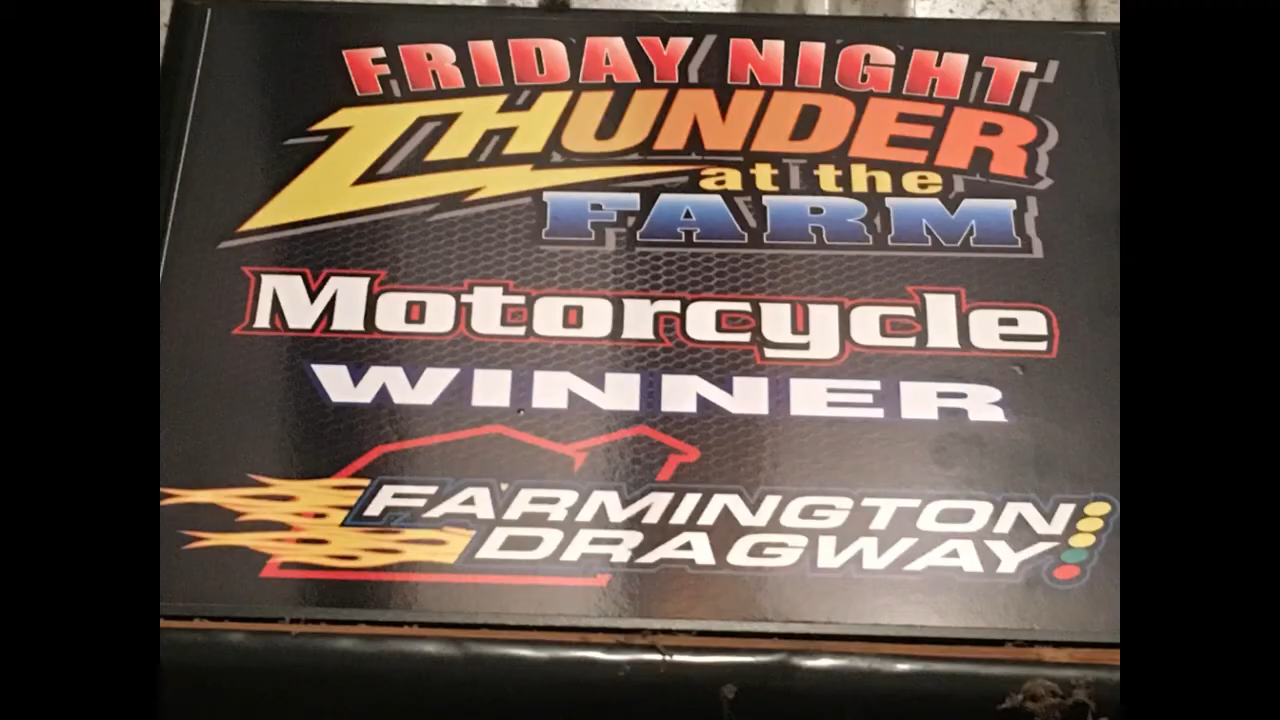 FRIDAY NIGHT
THUNDER
at the
FARM
Motorcycle
WINNER
FARMINGTON
DRAGWAY